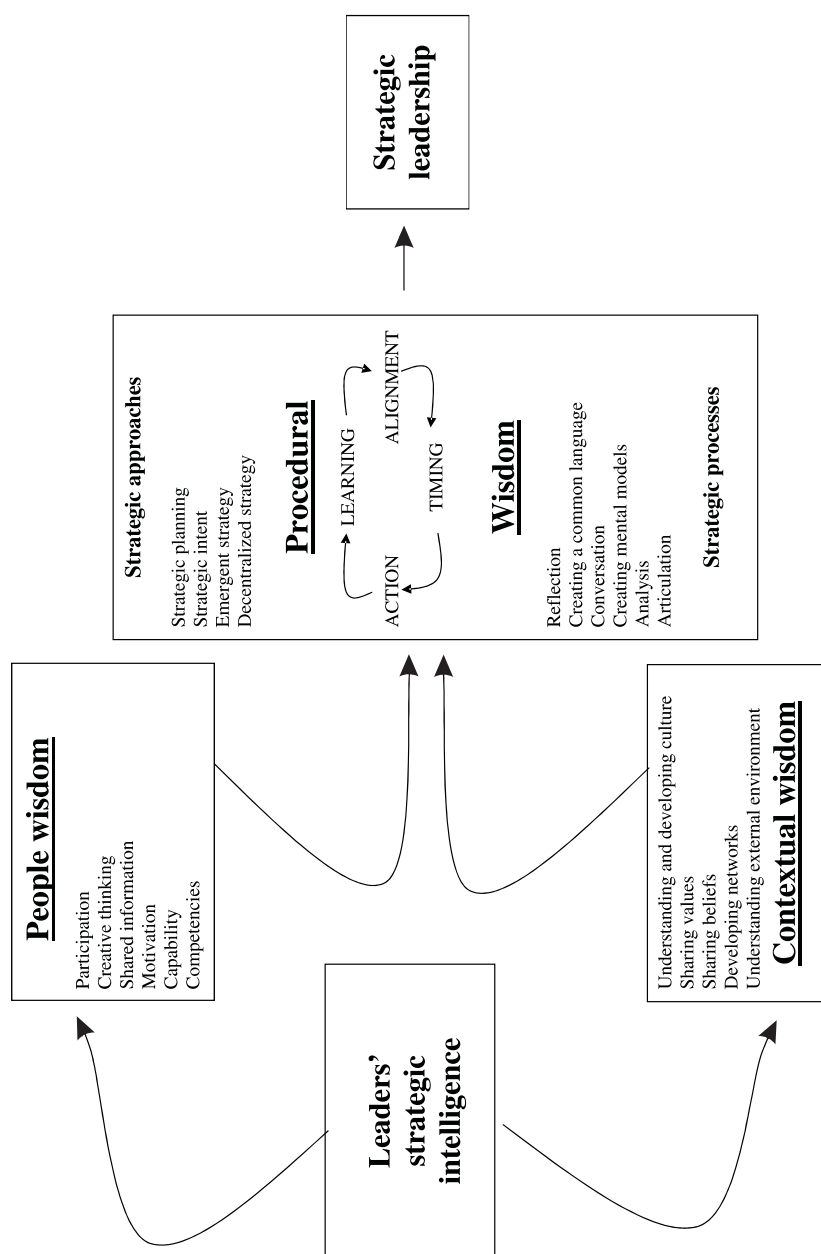 Leaders’
strategic
intelligence
People wisdom
Participation
Creative thinking
Shared information
Motivation
Capability
Competencies
Understanding and developing culture
Sharing values
Sharing beliefs
Developing networks
Understanding external environment
Contextual wisdom
Strategic approaches
Strategic planning
Strategic intent
Emergent strategy
Decentralized strategy
Procedural
LEARNING
ACTION
ALIGNMENT
TIMING
Wisdom
Reflection
Creating a common language
Conversation
Creating mental models
Analysis
Articulation
Strategic processes
Strategic
leadership